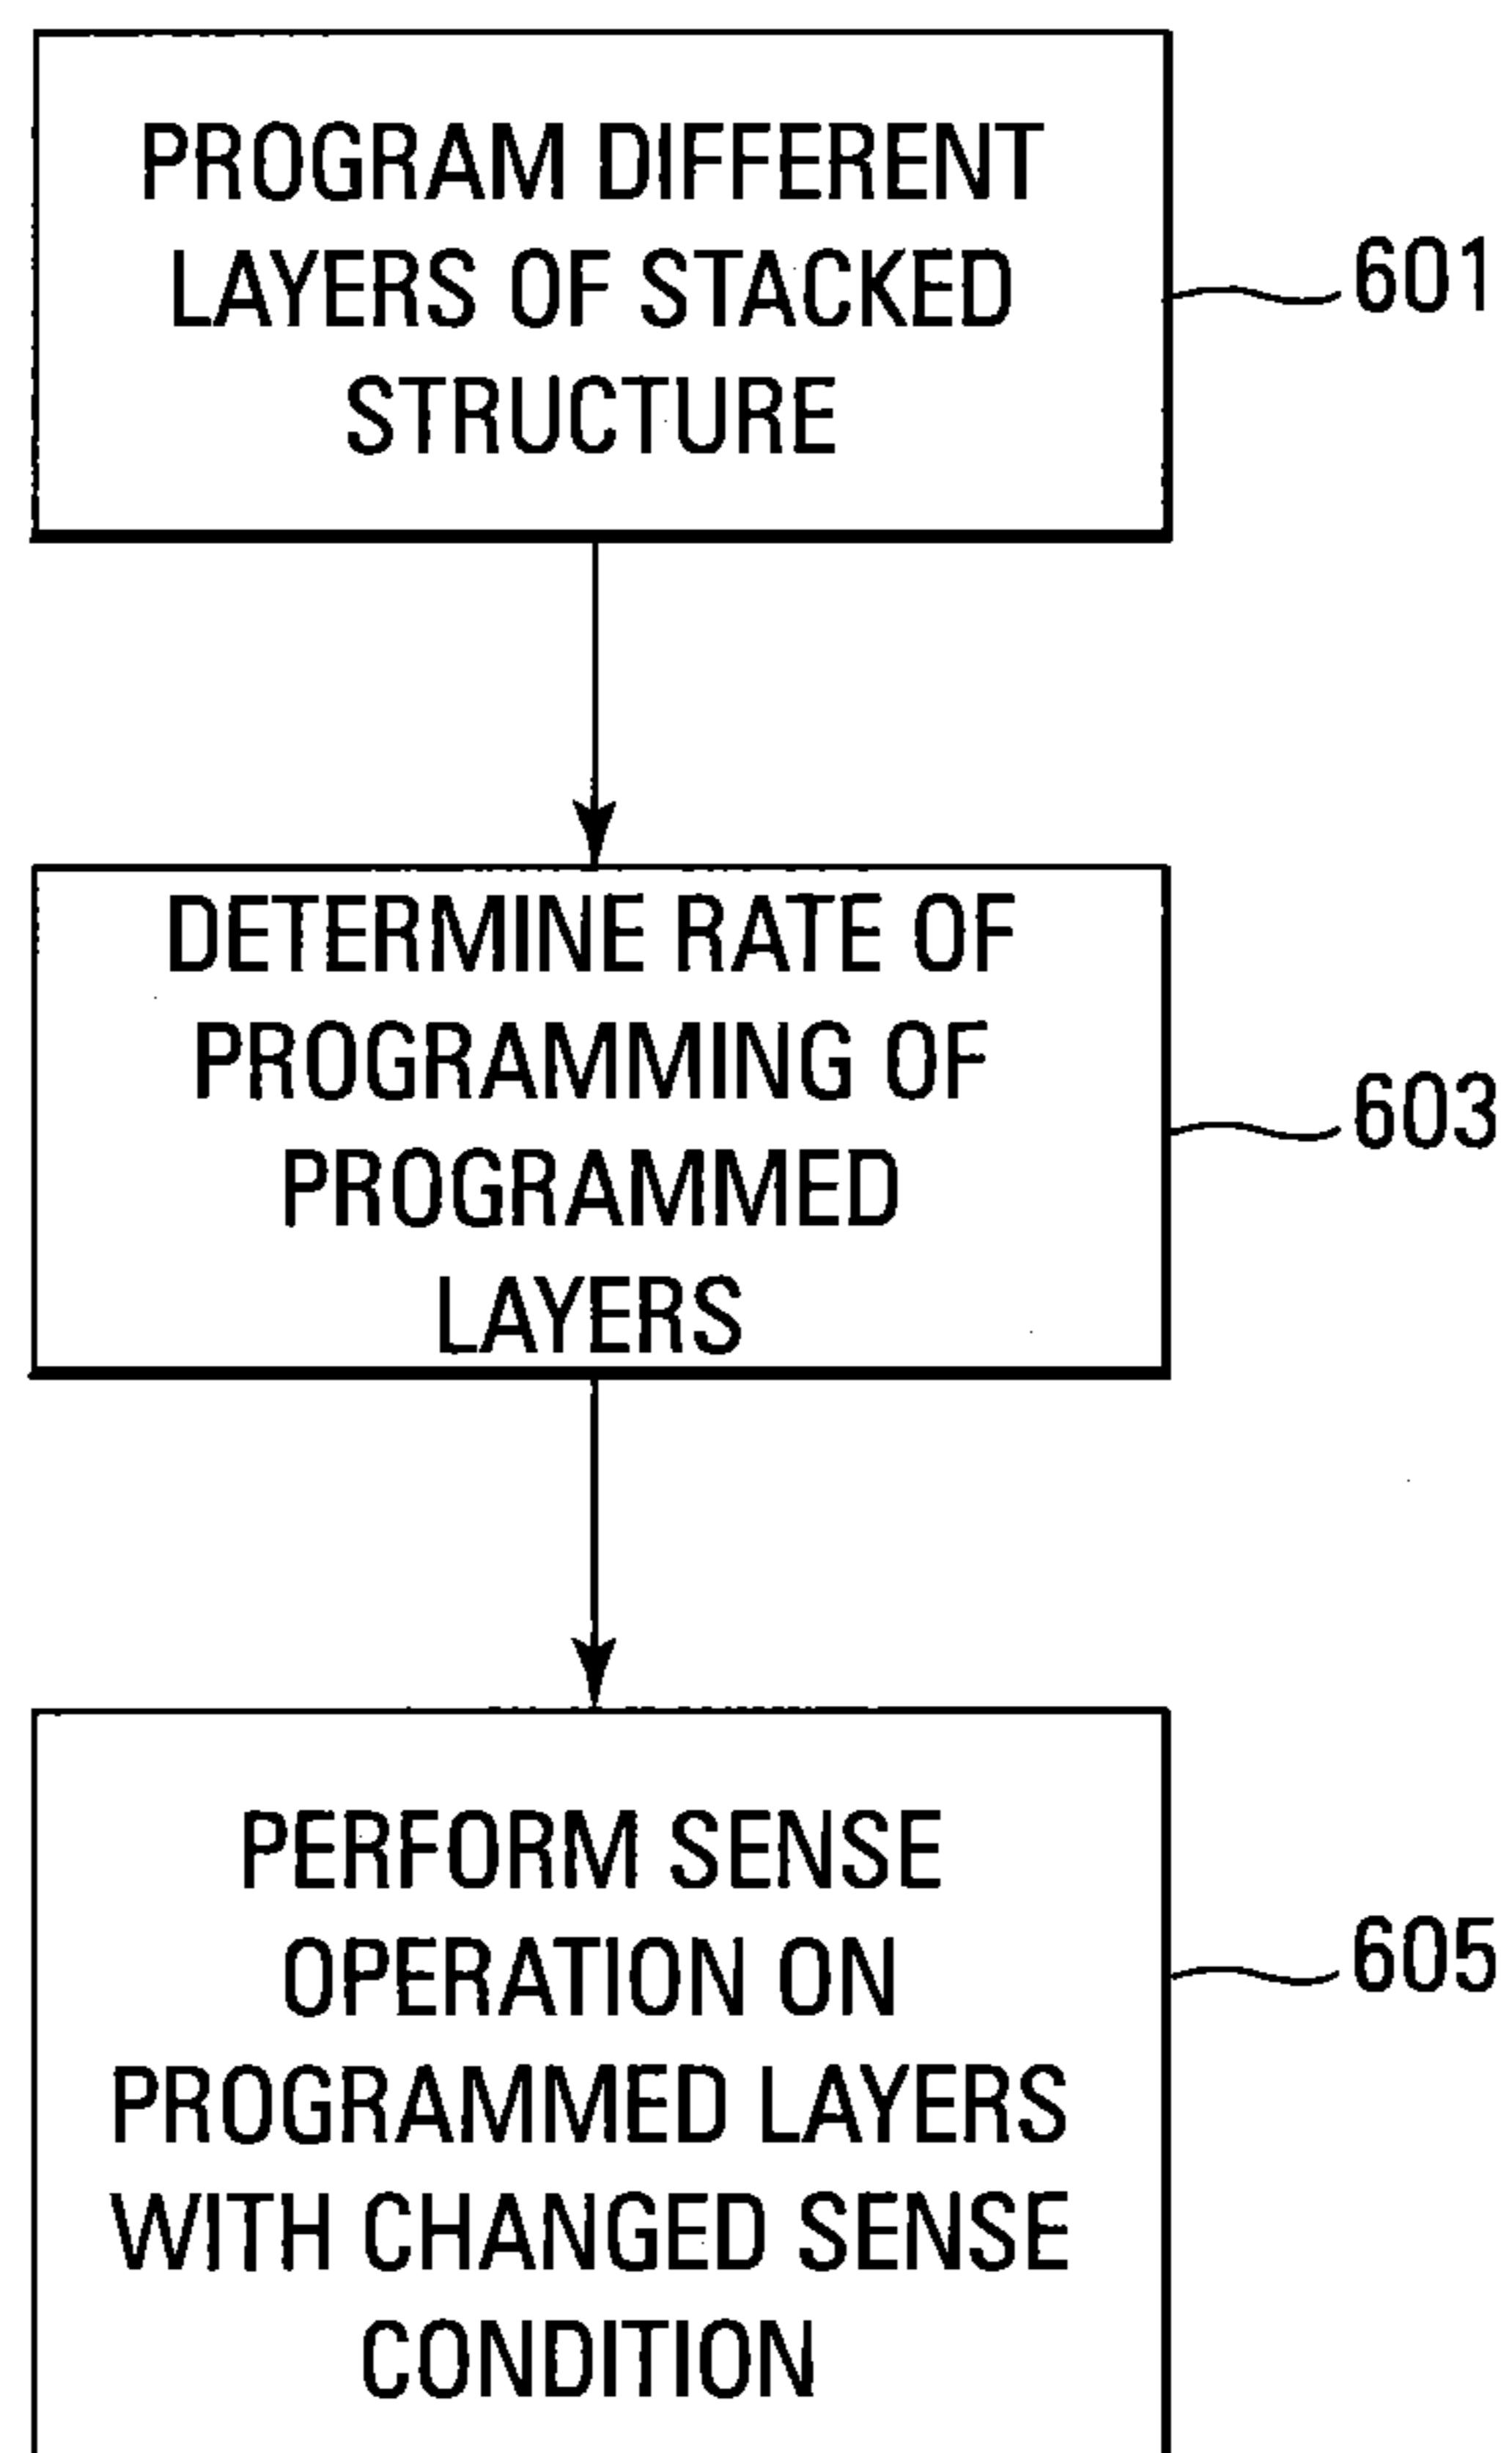 PROGRAM DIFFERENT
LAYERS OF STACKED
STRUCTURE
601
DETERMINE RATE OF
PROGRAMMING OF
PROGRAMMED
LAYERS
603
PERFORM SENSE
OPERATION ON
PROGRAMMED LAYERS
WITH CHANGED SENSE
CONDITION
605